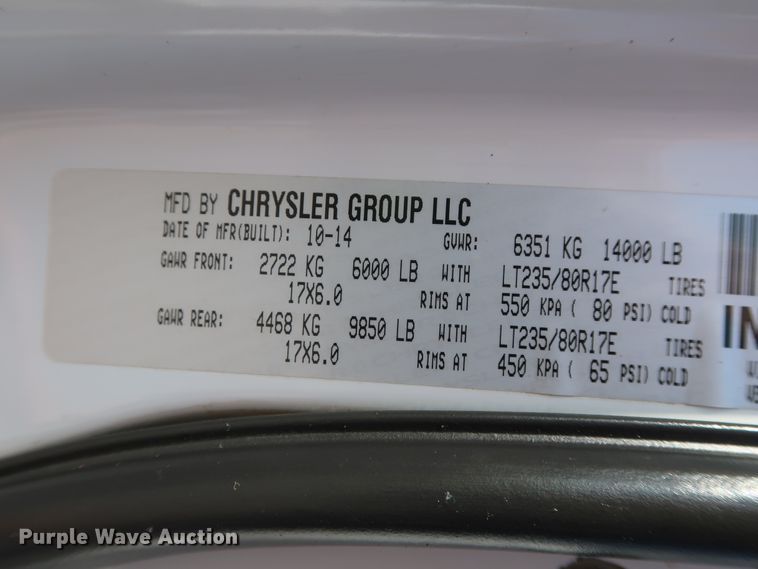 MFD BY CHRYSLER GROUP LLC
DATE OF MFR(BUILT): 10-14 GVWR: 6351 KG 14000 LB
GAWR FRONT: 2722 KG 6000 LB WITH LT235/80R17E TIRES
17X6.0 RIMS AT 550 KPA ( 80 PSI) COLD
GAWR REAR: 4468 KG 9850 LB WITH LT235/80R17E TIRES
17X6.0 RIMS AT 450 KPA ( 65 PSI) COLD
IN
Purple Wave Auction